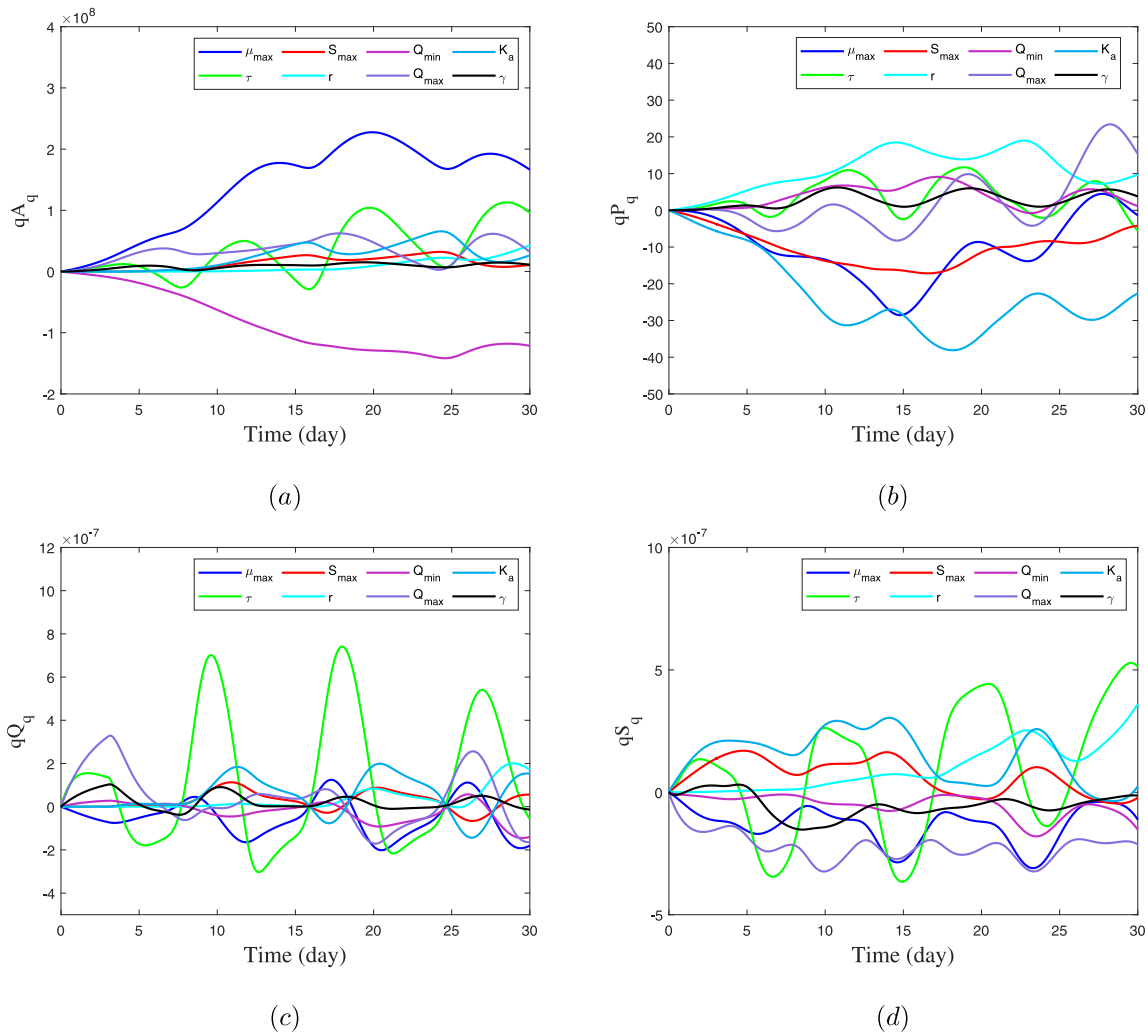 ×10^8
4
3
2
1
0
-1
-2
qA_q
μ_max S_max Q_min K_a
τ r Q_max γ
0 5 10 15 20 25 30
Time (day)
(a)
50
40
30
20
10
0
-10
-20
-30
-40
-50
qP_q
μ_max S_max Q_min K_a
τ r Q_max γ
0 5 10 15 20 25 30
Time (day)
(b)
×10^-7
12
10
8
6
4
2
0
-2
-4
qQ_q
μ_max S_max Q_min K_a
τ r Q_max γ
0 5 10 15 20 25 30
Time (day)
(c)
×10^-7
10
5
0
-5
qS_q
μ_max S_max Q_min K_a
τ r Q_max γ
0 5 10 15 20 25 30
Time (day)
(d)